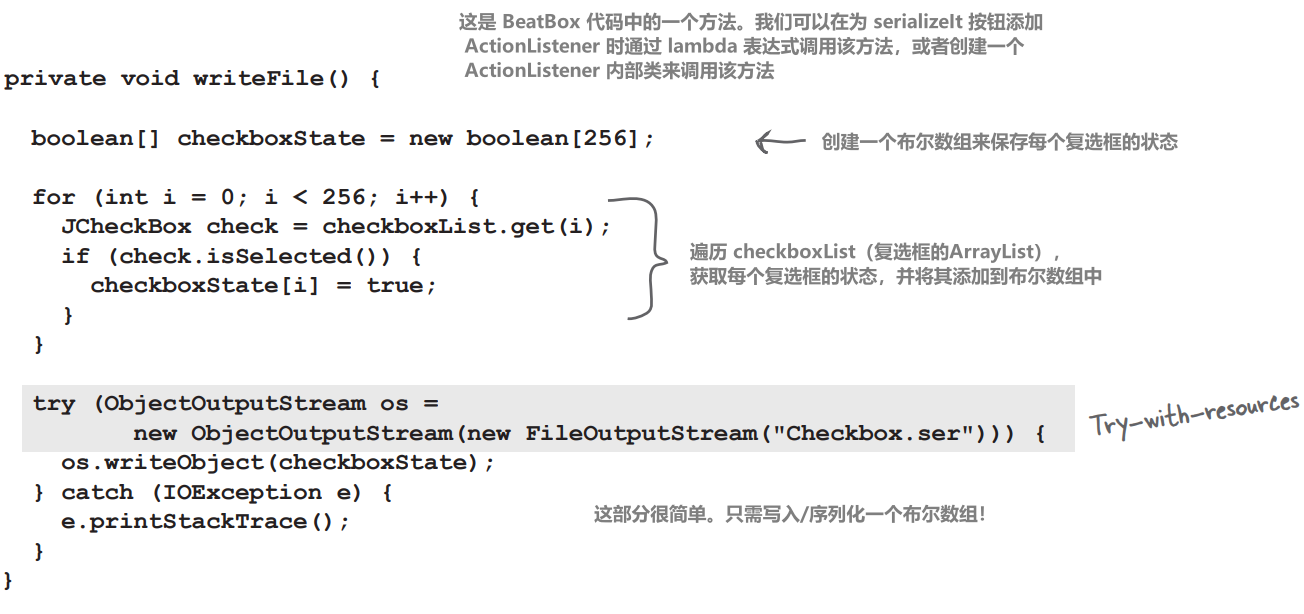 这是 BeatBox 代码中的一个方法。我们可以在为 serializeIt 按钮添加
ActionListener 时通过 lambda 表达式调用该方法，或者创建一个
ActionListener 内部类来调用该方法
private void writeFile() {
boolean[] checkboxState = new boolean[256];
创建一个布尔数组来保存每个复选框的状态
for (int i = 0; i < 256; i++) {
JCheckBox check = checkboxList.get(i);
if (check.isSelected()) {
checkboxState[i] = true;
}
}
遍历 checkboxList（复选框的ArrayList），
获取每个复选框的状态，并将其添加到布尔数组中
try (ObjectOutputStream os =
new ObjectOutputStream(new FileOutputStream("Checkbox.ser"))) {
Try-with-resources
os.writeObject(checkboxState);
} catch (IOException e) {
e.printStackTrace();
这部分很简单。只需写入/序列化一个布尔数组！
}
}